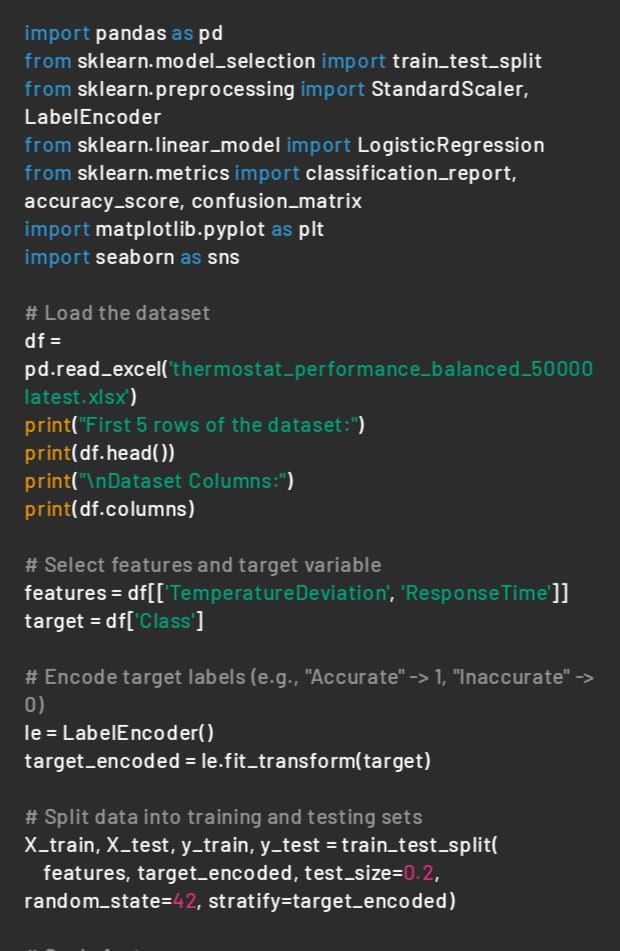 import pandas as pd
from sklearn.model_selection import train_test_split
from sklearn.preprocessing import StandardScaler,
LabelEncoder
from sklearn.linear_model import LogisticRegression
from sklearn.metrics import classification_report,
accuracy_score, confusion_matrix
import matplotlib.pyplot as plt
import seaborn as sns

# Load the dataset
df =
pd.read_excel('thermostat_performance_balanced_50000
latest.xlsx')
print("First 5 rows of the dataset:")
print(df.head())
print("\nDataset Columns:")
print(df.columns)

# Select features and target variable
features = df[['TemperatureDeviation', 'ResponseTime']]
target = df['Class']

# Encode target labels (e.g., "Accurate" -> 1, "Inaccurate" ->
0)
le = LabelEncoder()
target_encoded = le.fit_transform(target)

# Split data into training and testing sets
X_train, X_test, y_train, y_test = train_test_split(
    features, target_encoded, test_size=0.2,
random_state=42, stratify=target_encoded)